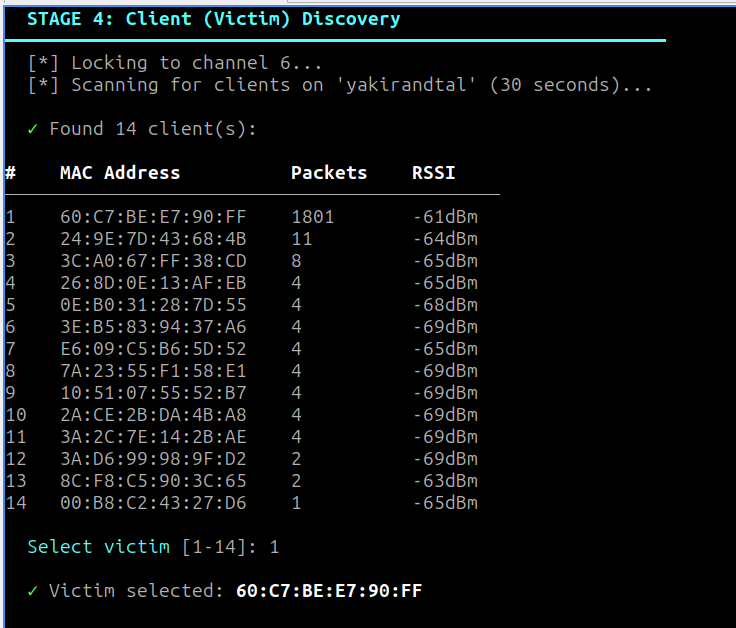 STAGE 4: Client (Victim) Discovery
[*] Locking to channel 6...
[*] Scanning for clients on 'yakirandtal' (30 seconds)...
✓ Found 14 client(s):
# MAC Address Packets RSSI
1 60:C7:BE:E7:90:FF 1801 -61dBm
2 24:9E:7D:43:68:4B 11 -64dBm
3 3C:A0:67:FF:38:CD 8 -65dBm
4 26:8D:0E:13:AF:EB 4 -65dBm
5 0E:B0:31:28:7D:55 4 -68dBm
6 3E:B5:83:94:37:A6 4 -69dBm
7 E6:09:C5:B6:5D:52 4 -65dBm
8 7A:23:55:F1:58:E1 4 -69dBm
9 10:51:07:55:52:B7 4 -69dBm
10 2A:CE:2B:DA:4B:A8 4 -69dBm
11 3A:2C:7E:14:2B:AE 4 -69dBm
12 3A:D6:99:98:9F:D2 2 -69dBm
13 8C:F8:C5:90:3C:65 2 -63dBm
14 00:B8:C2:43:27:D6 1 -65dBm
Select victim [1-14]: 1
✓ Victim selected: 60:C7:BE:E7:90:FF